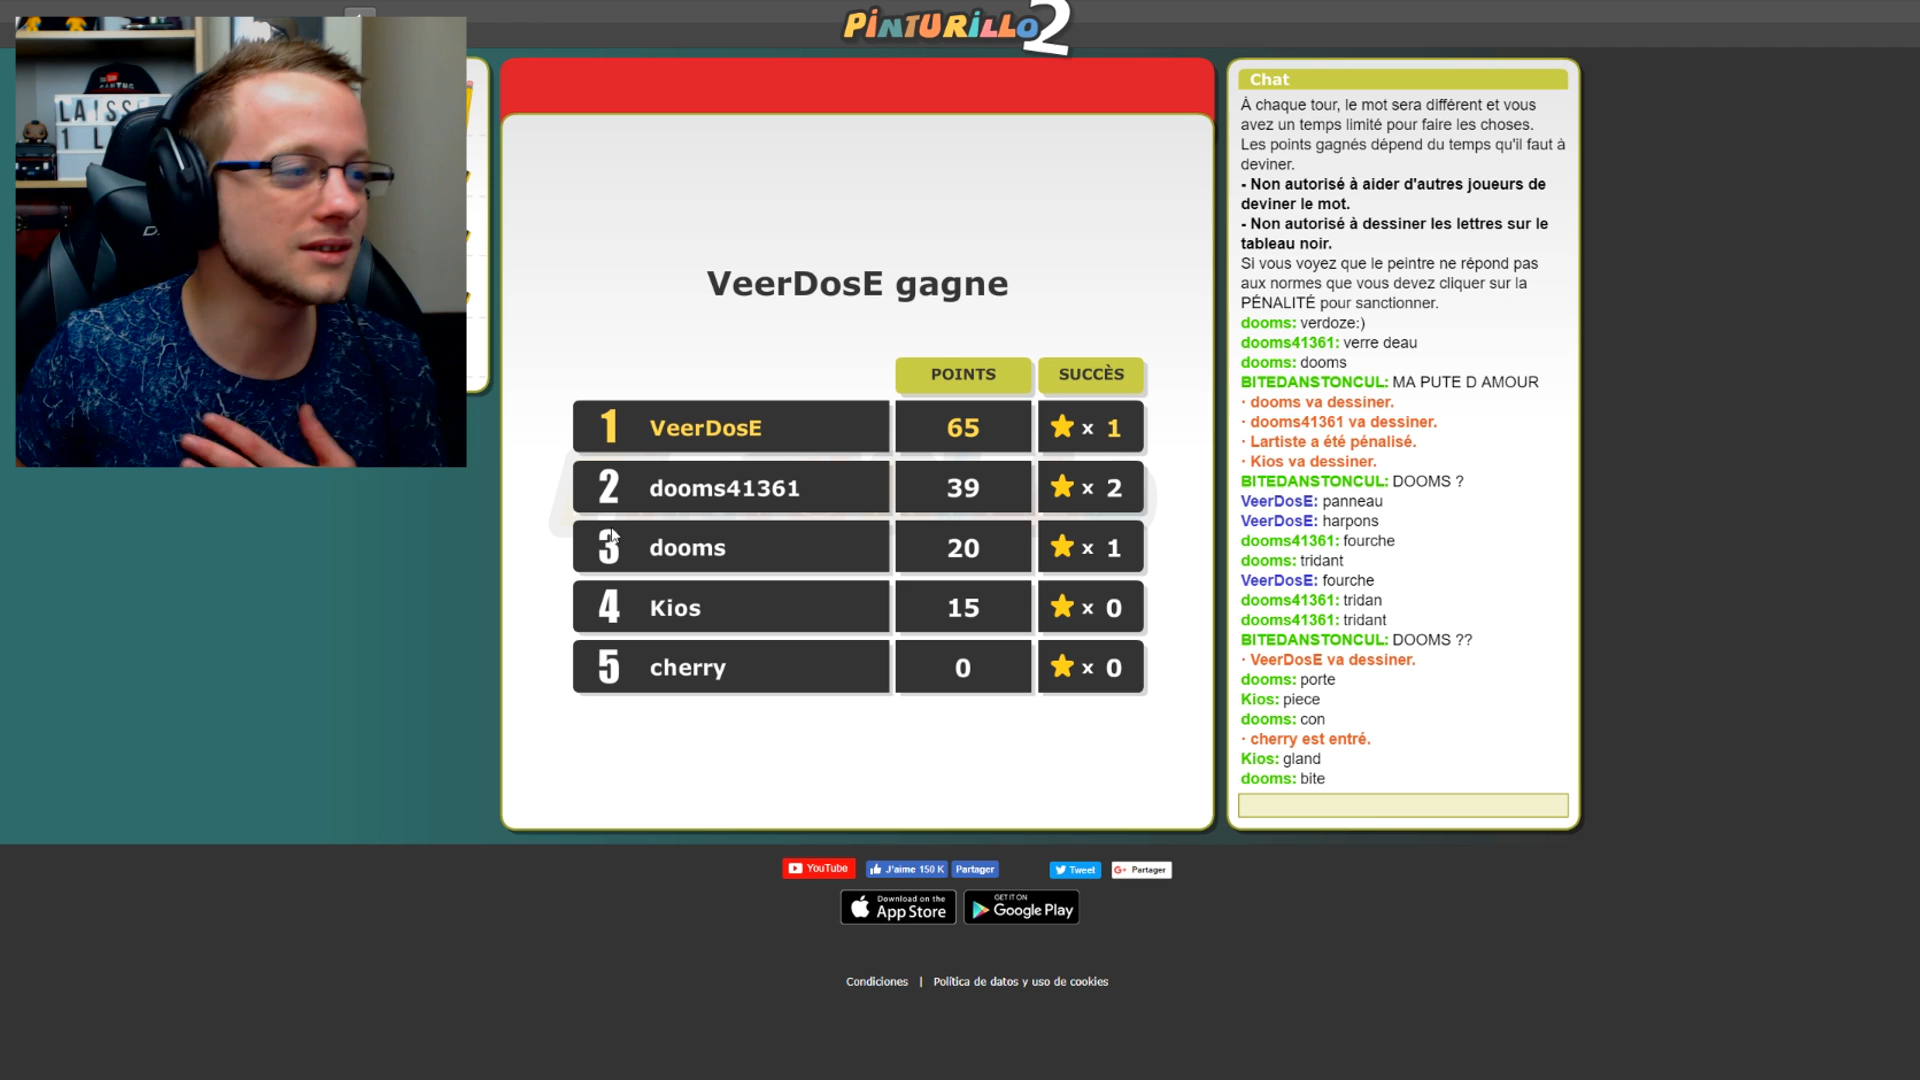 PINTURILLO 2
LAISSE
1 L
VeerDosE gagne
POINTS SUCCÈS
1 VeerDosE 65 x 1
2 dooms41361 39 x 2
3 dooms 20 x 1
4 Kios 15 x 0
5 cherry 0 x 0
Chat
À chaque tour, le mot sera différent et vous
avez un temps limité pour faire les choses.
Les points gagnés dépend du temps qu'il faut à
deviner.
- Non autorisé à aider d'autres joueurs de
deviner le mot.
- Non autorisé à dessiner les lettres sur le
tableau noir.
Si vous voyez que le peintre ne répond pas
aux normes que vous devez cliquer sur la
PÉNALITÉ pour sanctionner.
dooms: verdoze:)
dooms41361: verre deau
dooms: dooms
BITEDANSTONCUL: MA PUTE D AMOUR
· dooms va dessiner.
· dooms41361 va dessiner.
· Lartiste a été pénalisé.
· Kios va dessiner.
BITEDANSTONCUL: DOOMS ?
VeerDosE: panneau
VeerDosE: harpons
dooms41361: fourche
dooms: tridant
VeerDosE: fourche
dooms41361: tridan
dooms41361: tridant
BITEDANSTONCUL: DOOMS ??
· VeerDosE va dessiner.
dooms: porte
Kios: piece
dooms: con
· cherry est entré.
Kios: gland
dooms: bite
YouTube J'aime 150 K Partager Tweet G+ Partager
Download on the App Store GET IT ON Google Play
Condiciones | Política de datos y uso de cookies